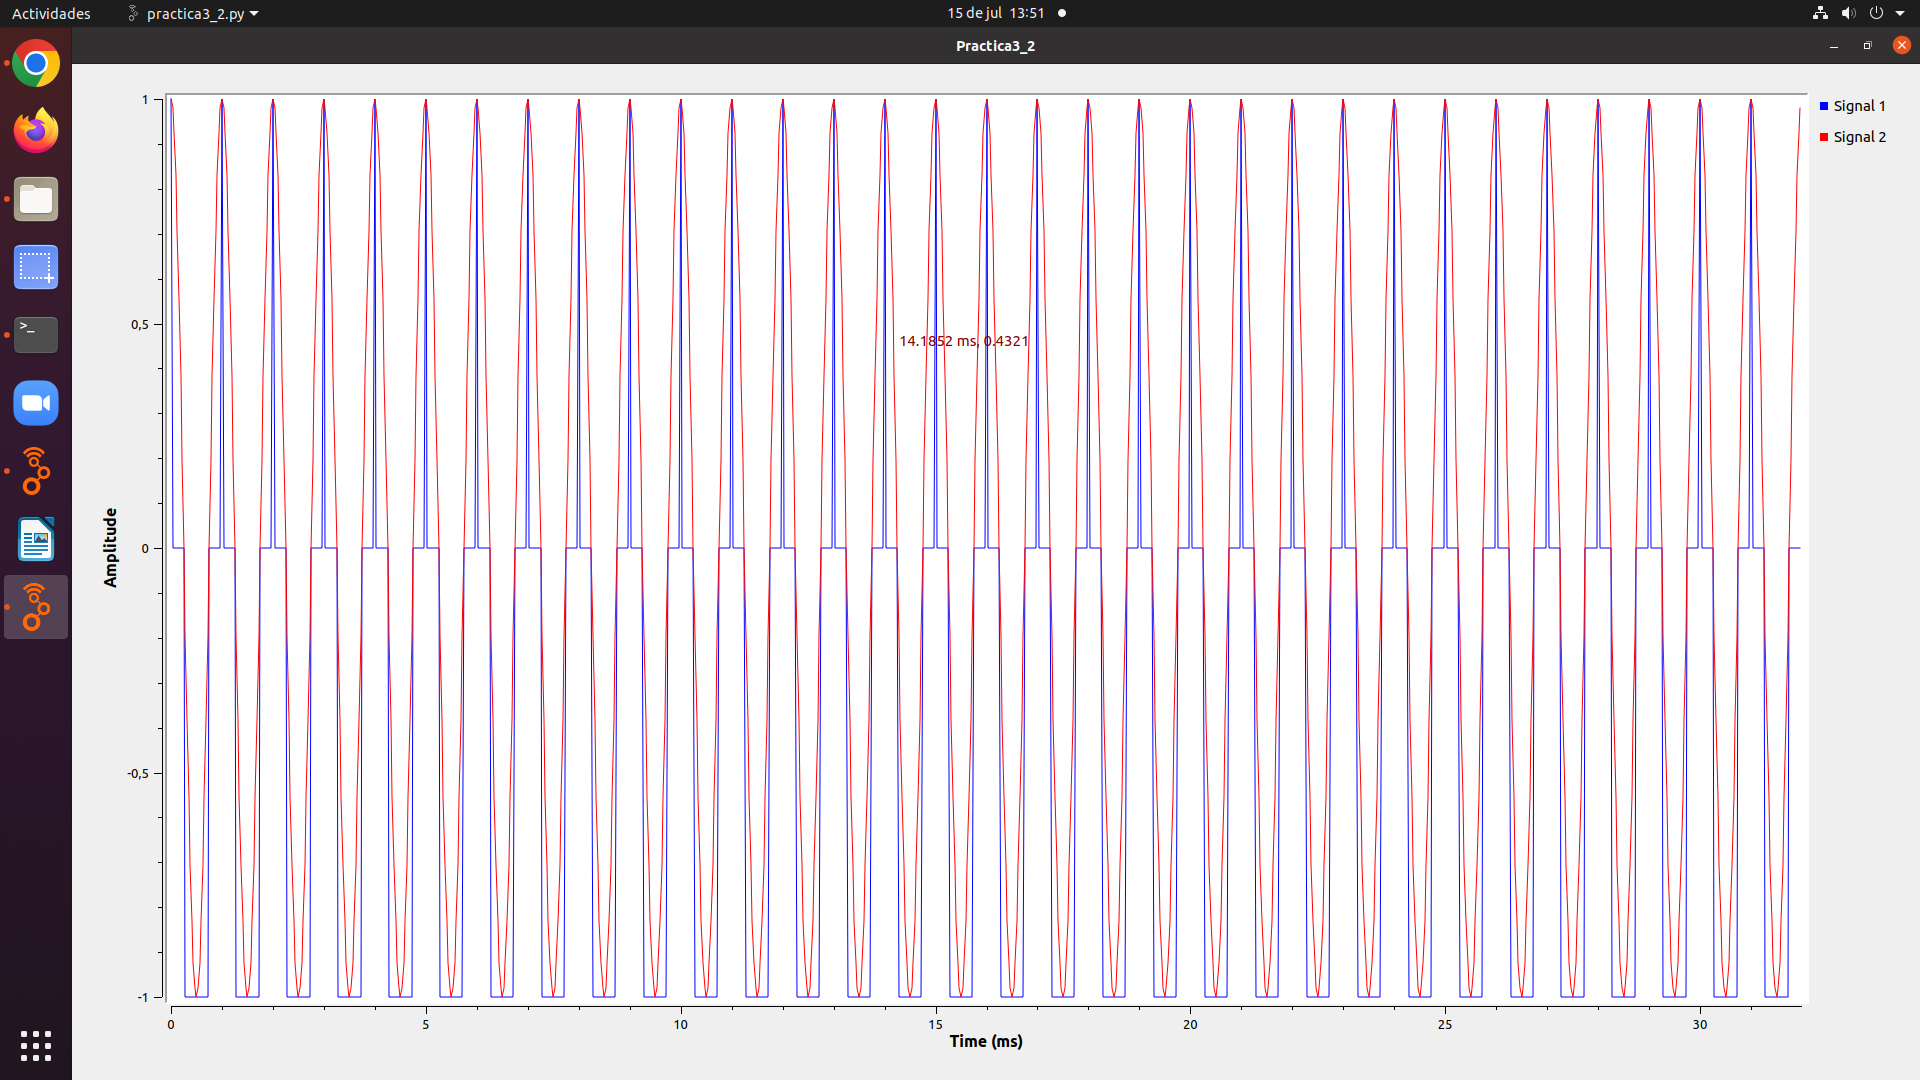 Actividades
practica3_2.py
15 de jul 13:51
Practica3_2
Signal 1
Signal 2
1
0,5
0
-0,5
-1
Amplitude
14.1852 ms, 0.4321
0
5
10
15
20
25
30
Time (ms)
>_